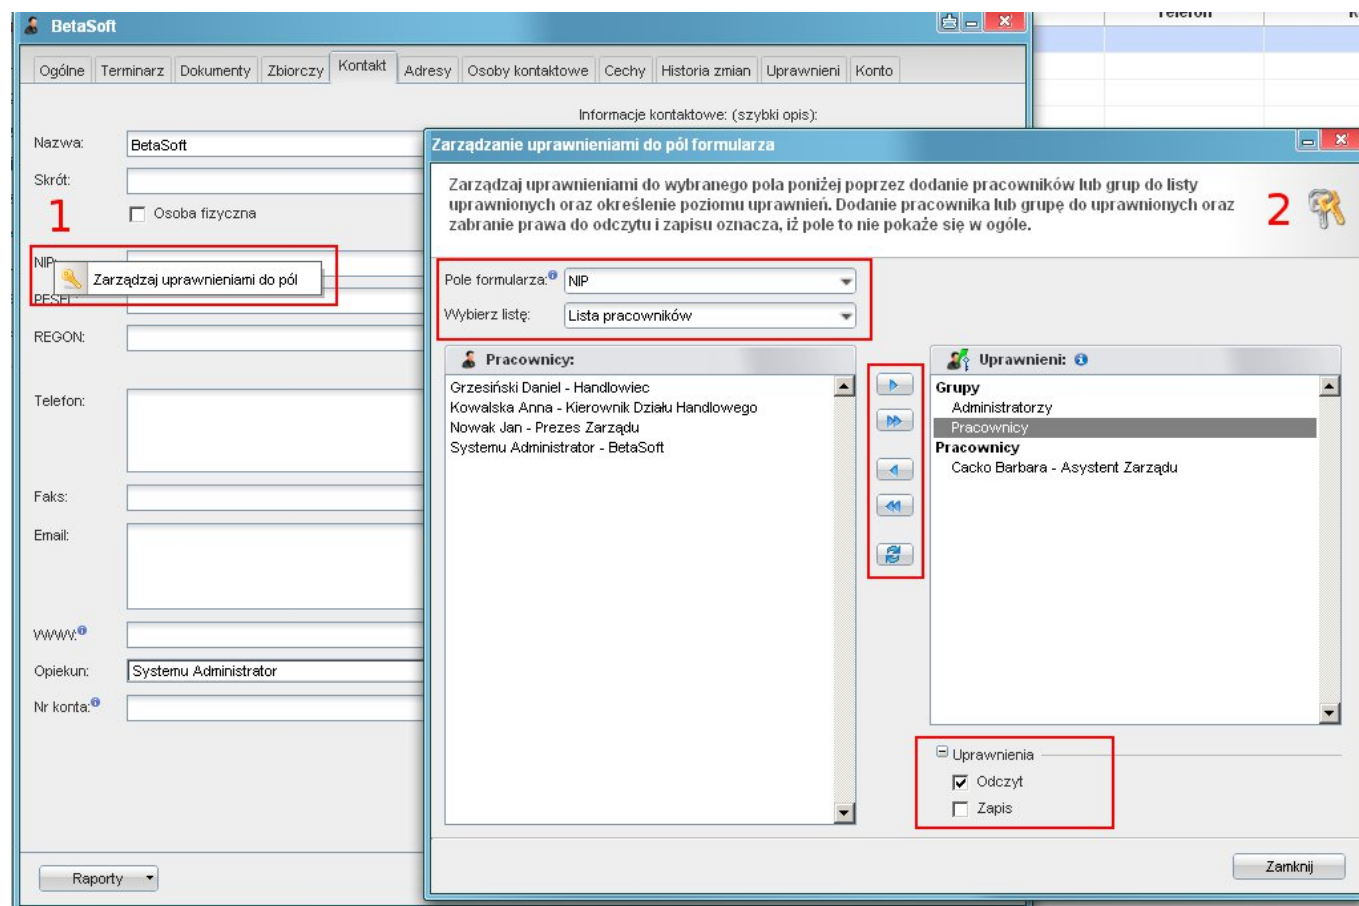 BetaSoft
Telefon
Ogólne Terminarz Dokumenty Zbiorczy Kontakt Adresy Osoby kontaktowe Cechy Historia zmian Uprawnieni Konto
Informacje kontaktowe: (szybki opis):
Nazwa: BetaSoft
Skrót:
1
Osoba fizyczna
NIP:
Zarządzaj uprawnieniami do pól
PESEL:
REGON:
Telefon:
Faks:
Email:
WWW:
Opiekun: Systemu Administrator
Nr konta:
Raporty
Zarządzanie uprawnieniami do pól formularza
Zarządzaj uprawnieniami do wybranego pola poniżej poprzez dodanie pracowników lub grup do listy
uprawnionych oraz określenie poziomu uprawnień. Dodanie pracownika lub grupę do uprawnionych oraz
zabranie prawa do odczytu i zapisu oznacza, iż pole to nie pokaże się w ogóle.
2
Pole formularza: NIP
Wybierz listę: Lista pracowników
Pracownicy:
Grzesiński Daniel - Handlowiec
Kowalska Anna - Kierownik Działu Handlowego
Nowak Jan - Prezes Zarządu
Systemu Administrator - BetaSoft
Uprawnieni:
Grupy
Administratorzy
Pracownicy
Pracownicy
Cacko Barbara - Asystent Zarządu
Uprawnienia
Odczyt
Zapis
Zamknij